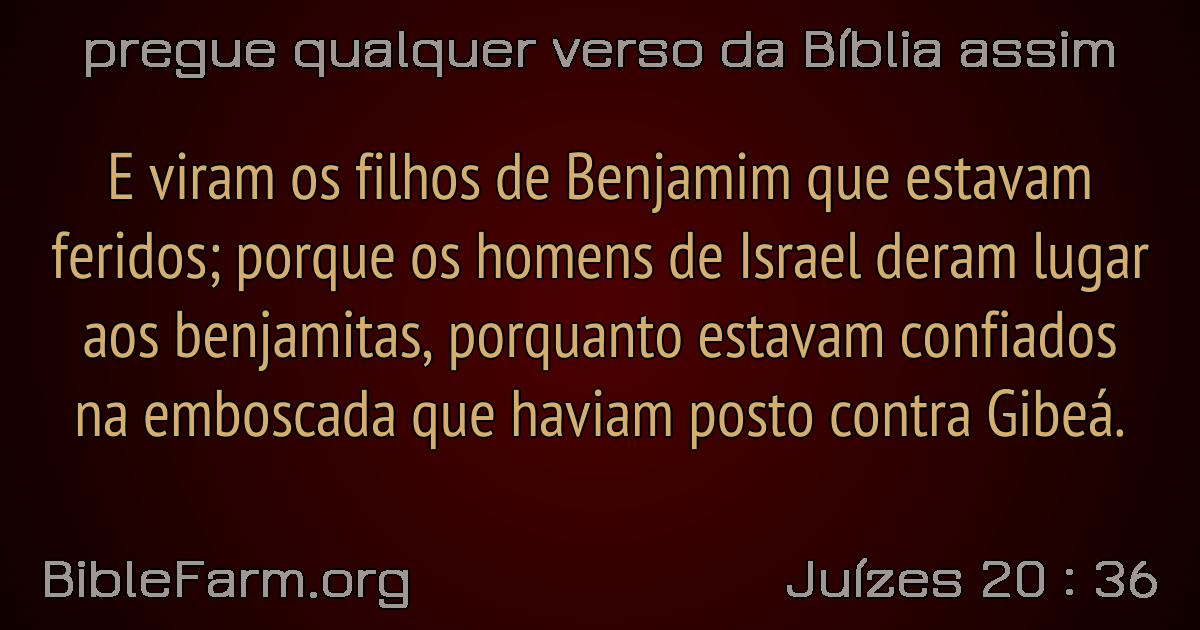 pregue qualquer verso da Bíblia assim
E viram os filhos de Benjamim que estavam
feridos; porque os homens de Israel deram lugar
aos benjamitas, porquanto estavam confiados
na emboscada que haviam posto contra Gibeá.
BibleFarm.org
Juízes 20 : 36